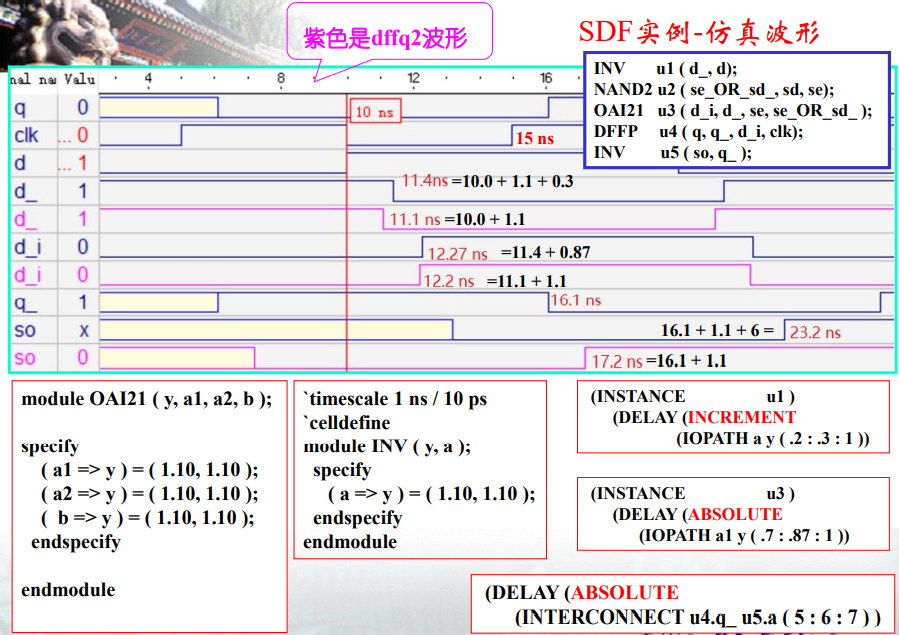 紫色是dffq2波形
SDF实例-仿真波形
nal nar Valu
4 8 12 16
q 0
10 ns
clk ... 0
15 ns
d ... 1
d_ 1
11.4ns =10.0 + 1.1 + 0.3
d_ 1
11.1 ns =10.0 + 1.1
d_i 0
12.27 ns =11.4 + 0.87
d_i 0
12.2 ns =11.1 + 1.1
q_ 1
16.1 ns
so x
16.1 + 1.1 + 6 = 23.2 ns
so 0
17.2 ns =16.1 + 1.1
INV u1 ( d_, d);
NAND2 u2 ( se_OR_sd_, sd, se);
OAI21 u3 ( d_i, d_, se, se_OR_sd_ );
DFFP u4 ( q, q_, d_i, clk);
INV u5 ( so, q_ );
module OAI21 ( y, a1, a2, b );
specify
( a1 => y ) = ( 1.10, 1.10 );
( a2 => y ) = ( 1.10, 1.10 );
( b => y ) = ( 1.10, 1.10 );
endspecify
endmodule
`timescale 1 ns / 10 ps
`celldefine
module INV ( y, a );
specify
( a => y ) = ( 1.10, 1.10 );
endspecify
endmodule
(INSTANCE u1 )
(DELAY (INCREMENT
(IOPATH a y ( .2 : .3 : 1 ))
(INSTANCE u3 )
(DELAY (ABSOLUTE
(IOPATH a1 y ( .7 : .87 : 1 ))
(DELAY (ABSOLUTE
(INTERCONNECT u4.q_ u5.a ( 5 : 6 : 7 ) )